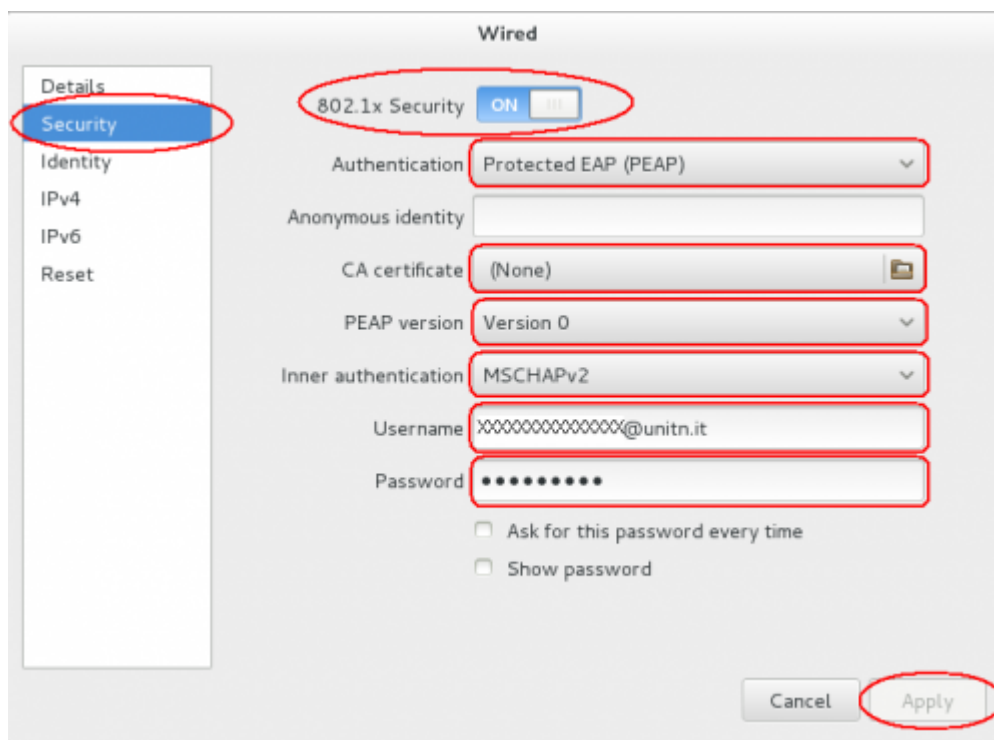 Wired
Details
Security
Identity
IPv4
IPv6
Reset
802.1x Security ON
Authentication Protected EAP (PEAP)
Anonymous identity
CA certificate (None)
PEAP version Version 0
Inner authentication MSCHAPv2
Username XXXXXXXXXXXXXXX@unitn.it
Password •••••••••
Ask for this password every time
Show password
Cancel Apply